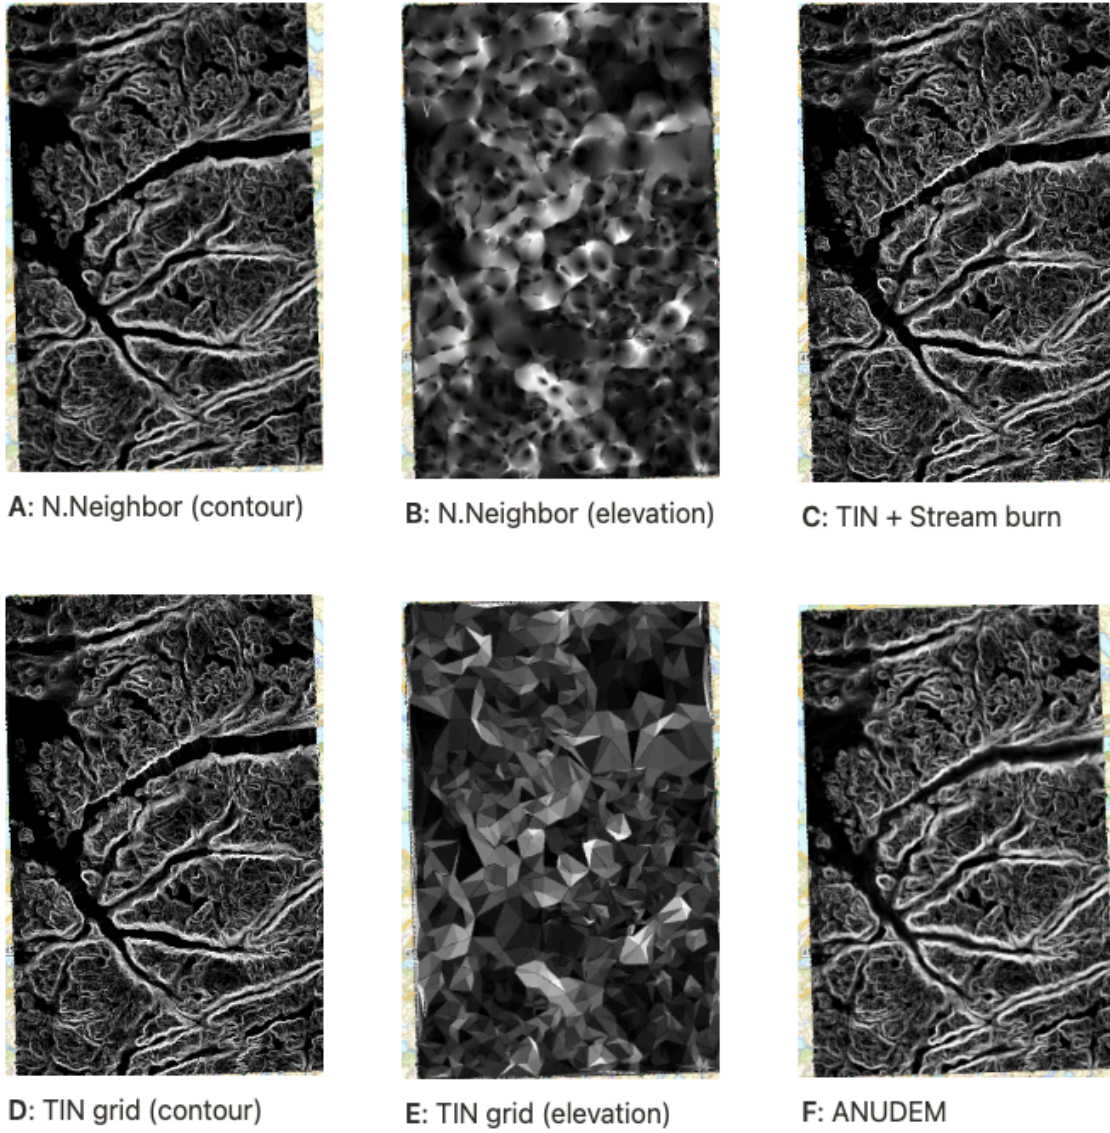 A: N.Neighbor (contour)
B: N.Neighbor (elevation)
C: TIN + Stream burn
D: TIN grid (contour)
E: TIN grid (elevation)
F: ANUDEM